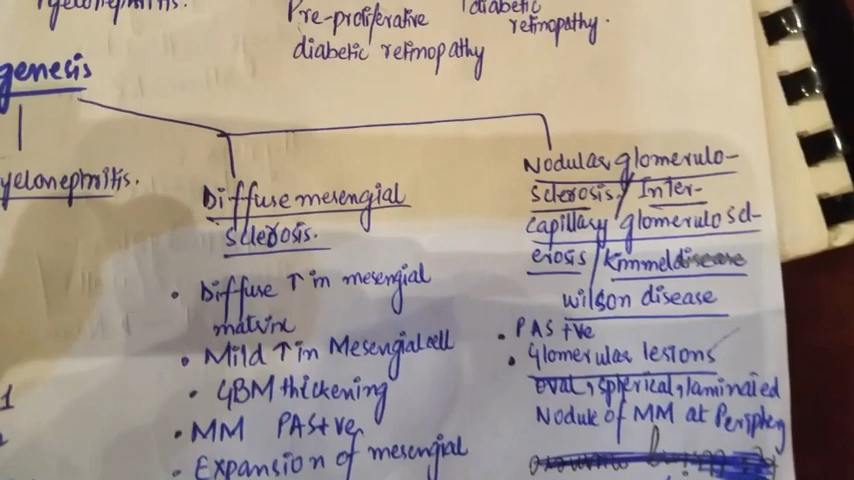 Pre-proliferative
diabetic retinopathy
diabetic
retinopathy.
genesis
yelonephritis.
Diffuse mesengial
sclerosis.
• Diffuse ↑ in mesengial
matrix
• Mild ↑ in Mesengial cell
• GBM thickening
• MM PAS+ve
• Expansion of mesengial
Nodular glomerulo-
sclerosis / Inter-
capillary glomerulo scl-
erosis / Kimmel
wilson disease
• PAS +ve
• Glomerular lesions
oval, spherical, laminated
Nodule of MM at Periphery